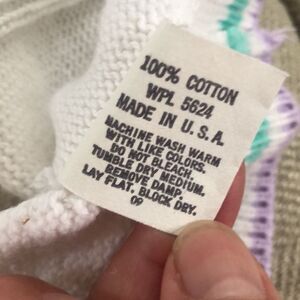 100% COTTON
WPL 5624
MADE IN U.S.A.
MACHINE WASH WARM
WITH LIKE COLORS.
DO NOT BLEACH.
TUMBLE DRY MEDIUM.
REMOVE DAMP.
LAY FLAT, BLOCK DRY.
09